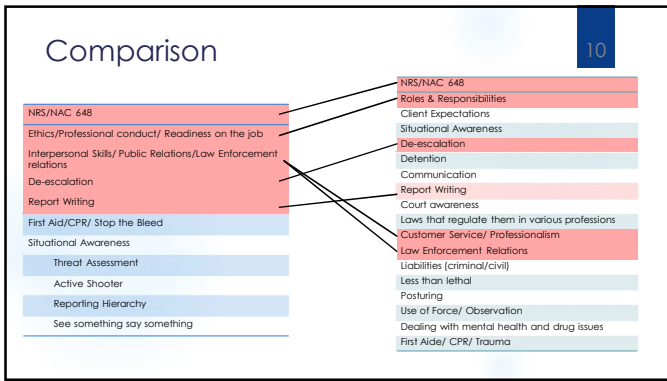 Comparison
10
NRS/NAC 648
Ethics/Professional conduct/ Readiness on the job
Interpersonal Skills/ Public Relations/Law Enforcement
relations
De-escalation
Report Writing
First Aid/CPR/ Stop the Bleed
Situational Awareness
Threat Assessment
Active Shooter
Reporting Hierarchy
See something say something
NRS/NAC 648
Roles & Responsibilities
Client Expectations
Situational Awareness
De-escalation
Detention
Communication
Report Writing
Court awareness
Laws that regulate them in various professions
Customer Service/ Professionalism
Law Enforcement Relations
Liabilities (criminal/civil)
Less than lethal
Posturing
Use of Force/ Observation
Dealing with mental health and drug issues
First Aide/ CPR/ Trauma